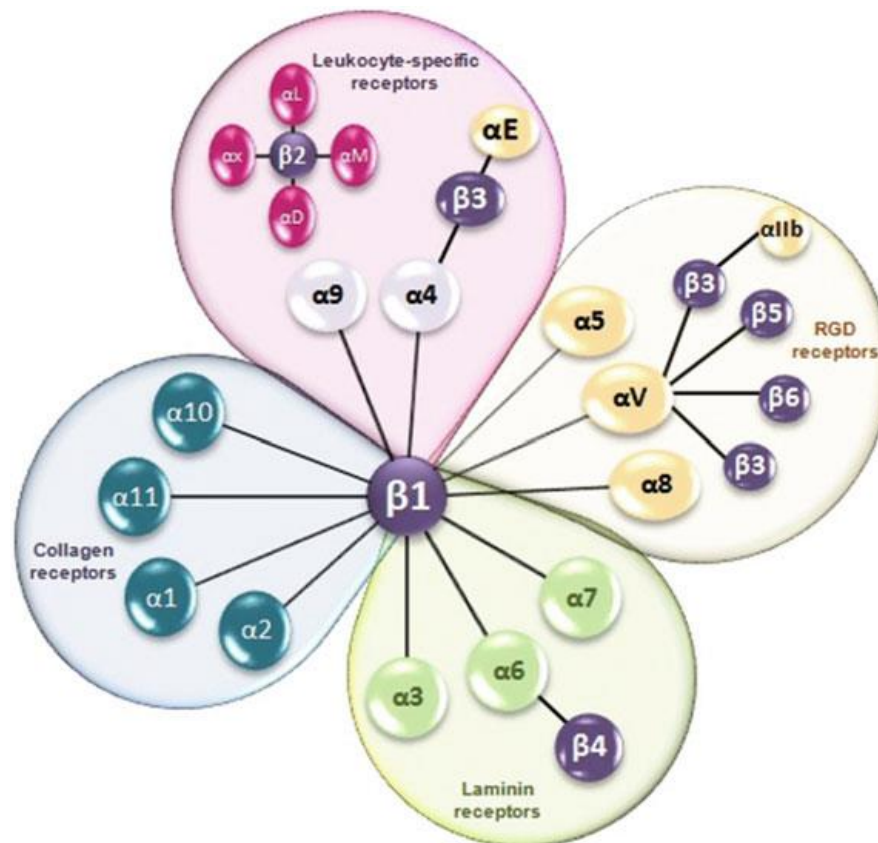 Leukocyte-specific
receptors
αL
αx
β2
αM
αD
αE
β3
α9
α4
αIIb
β3
β5
RGD
receptors
α5
αV
β6
β3
α8
α10
α11
β1
Collagen
receptors
α1
α2
α7
α6
α3
β4
Laminin
receptors